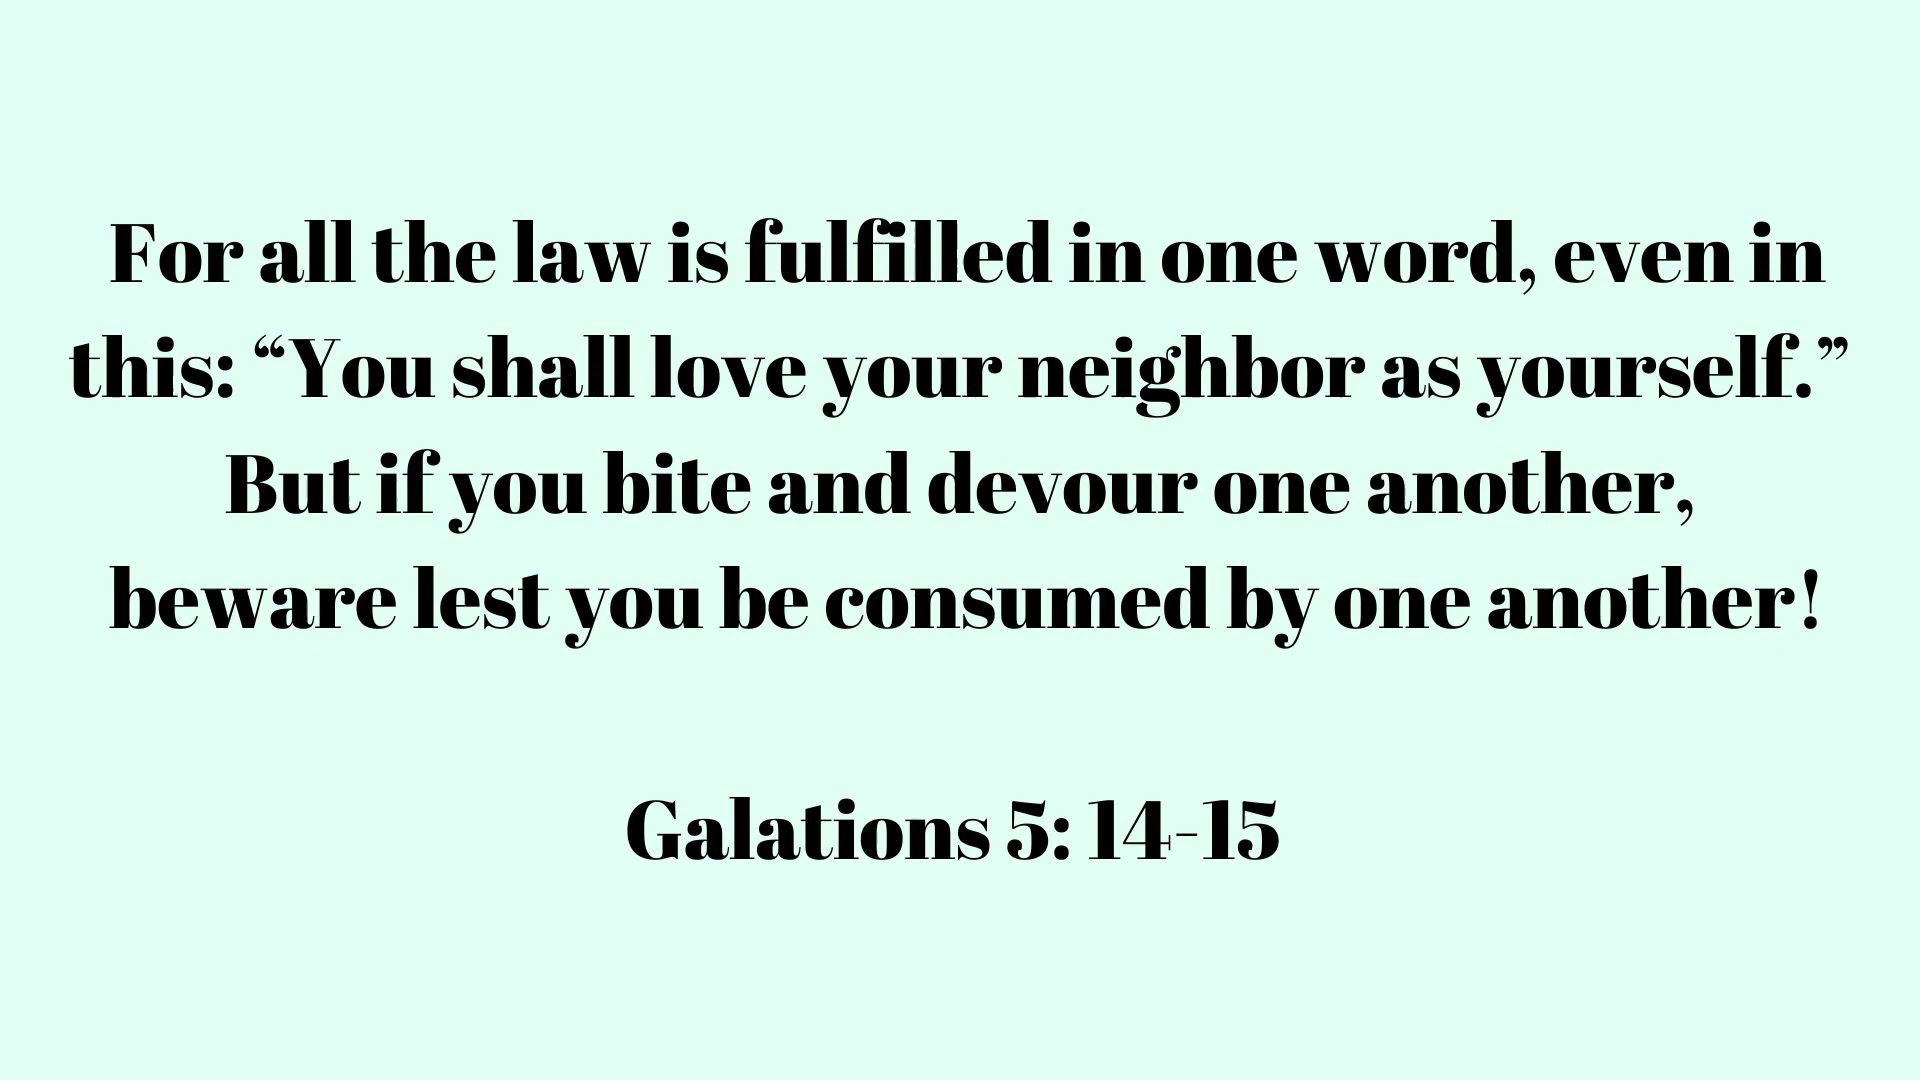 For all the law is fulfilled in one word, even in
this: “You shall love your neighbor as yourself.”
But if you bite and devour one another,
beware lest you be consumed by one another!
Galations 5: 14-15